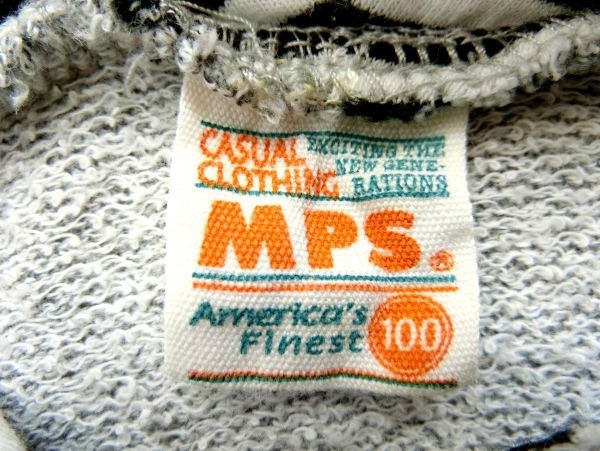 CASUAL CLOTHING
EXCITING THE
NEW GENE-
RATIONS
MPS.®
America's
Finest
100